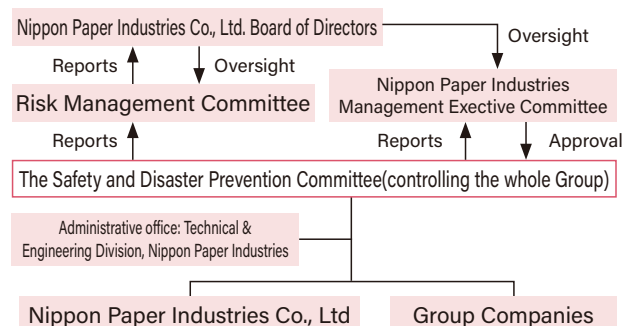 Nippon Paper Industries Co., Ltd. Board of Directors
Oversight
Reports
Oversight
Nippon Paper Industries
Management Exective Committee
Risk Management Committee
Reports
Reports
Approval
The Safety and Disaster Prevention Committee(controlling the whole Group)
Administrative office: Technical &
Engineering Division, Nippon Paper Industries
Nippon Paper Industries Co., Ltd
Group Companies